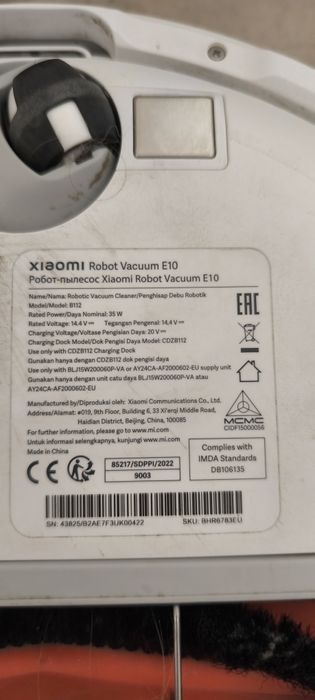 xiaomi Robot Vacuum E10
Робот-пылесос Xiaomi Robot Vacuum E10
Name/Nama: Robotic Vacuum Cleaner/Penghisap Debu Robotik
Model/Model: B112
Rated Power/Daya Nominal: 35 W
Rated Voltage: 14.4 V⎓ Tegangan Pengenal: 14,4 V⎓
Charging Voltage/Voltase Pengisian Daya: 20 V⎓
Charging Dock Model/Dok Pengisi Daya Model: CDZB112
Use only with CDZB112 Charging Dock
Gunakan hanya dengan CDZB112 dok pengisi daya
Use only with BLJ15W200060P-VA or AY24CA-AF2000602-EU supply unit
Gunakan hanya dengan unit catu daya BLJ15W200060P-VA atau
AY24CA-AF2000602-EU
EAC
Manufactured by/Diproduksi oleh: Xiaomi Communications Co., Ltd.
Address/Alamat: #019, 9th Floor, Building 6, 33 Xi'erqi Middle Road,
Haidian District, Beijing, China, 100085
For further information, please go to www.mi.com
Untuk informasi selengkapnya, kunjungi www.mi.com
Made in China
MCMC
CIDF15000056
CE
85217/SDPPI/2022
9003
Complies with
IMDA Standards
DB106135
SN: 43825/B2AE7F3UK00422 SKU: BHR6783EU